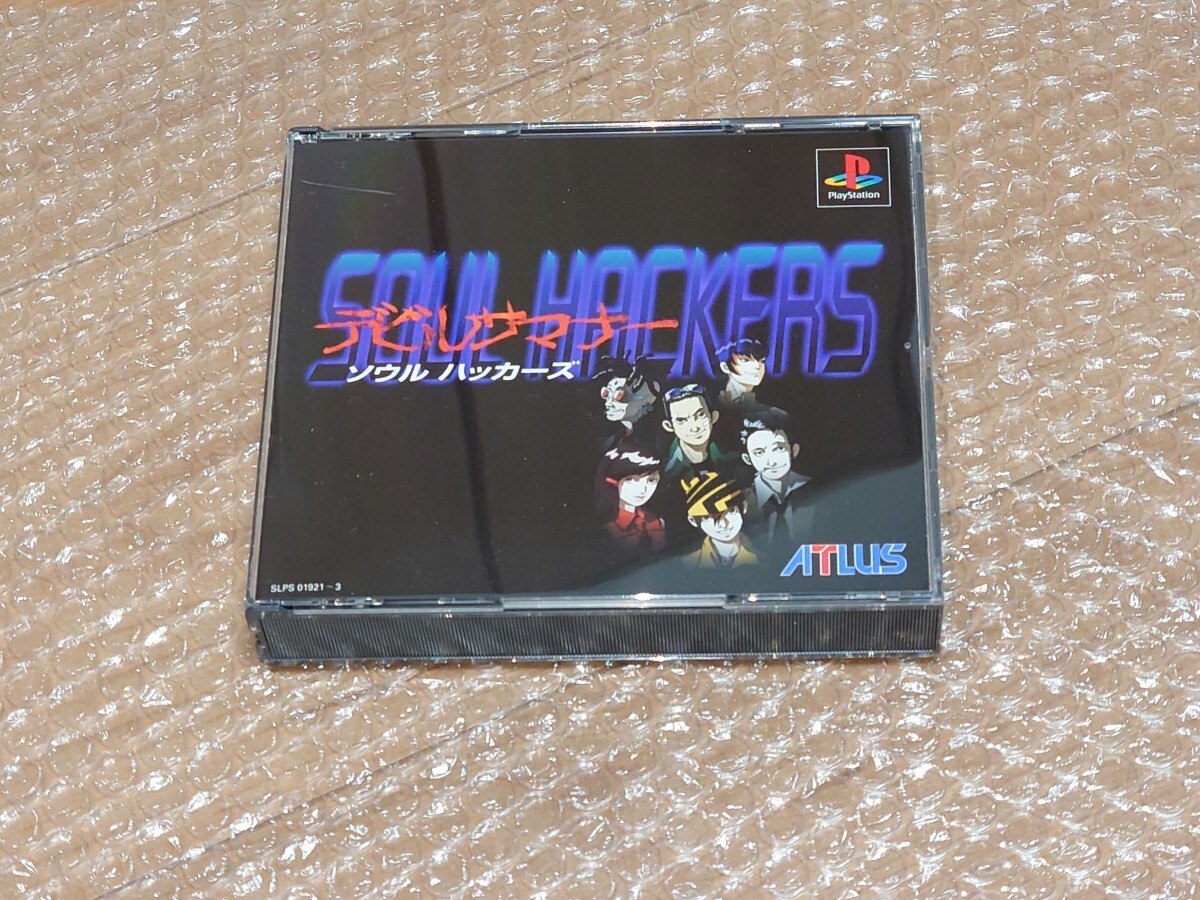 PlayStation
SOUL HACKERS
デビルサマナー
ソウル ハッカーズ
ATLUS
SLPS 01921~3